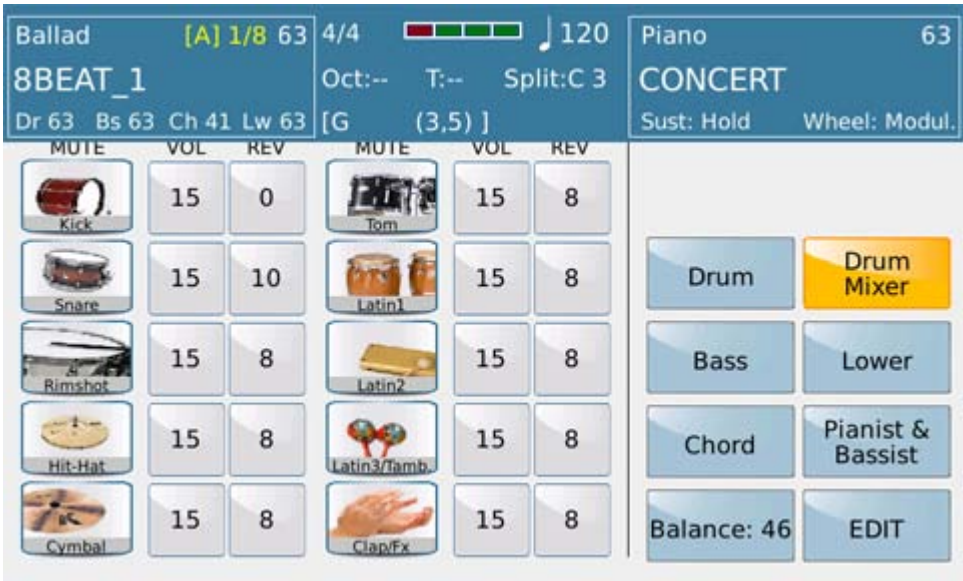 Ballad [A] 1/8 63
8BEAT_1
Dr 63 Bs 63 Ch 41 Lw 63
4/4 120
Oct:-- T:-- Split:C 3
[G (3,5) ]
Piano 63
CONCERT
Sust: Hold Wheel: Modul.
MUTE VOL REV MUTE VOL REV
Kick 15 0 Tom 15 8
Snare 15 10 Latin1 15 8
Rimshot 15 8 Latin2 15 8
Hit-Hat 15 8 Latin3/Tamb. 15 8
Cymbal 15 8 Clap/Fx 15 8
Drum
Drum
Mixer
Bass
Lower
Chord
Pianist &
Bassist
Balance: 46
EDIT